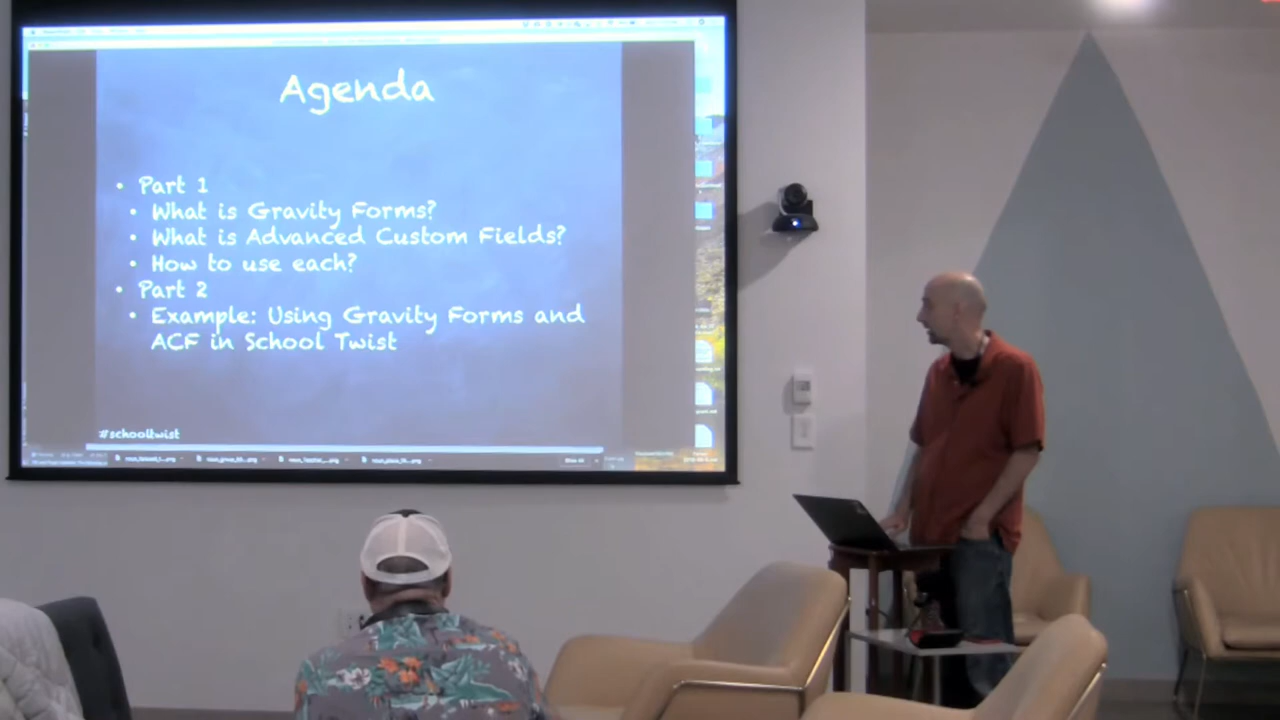 Agenda
• Part 1
• What is Gravity Forms?
• What is Advanced Custom Fields?
• How to use each?
• Part 2
• Example: Using Gravity Forms and
ACF in School Twist
#schooltwist